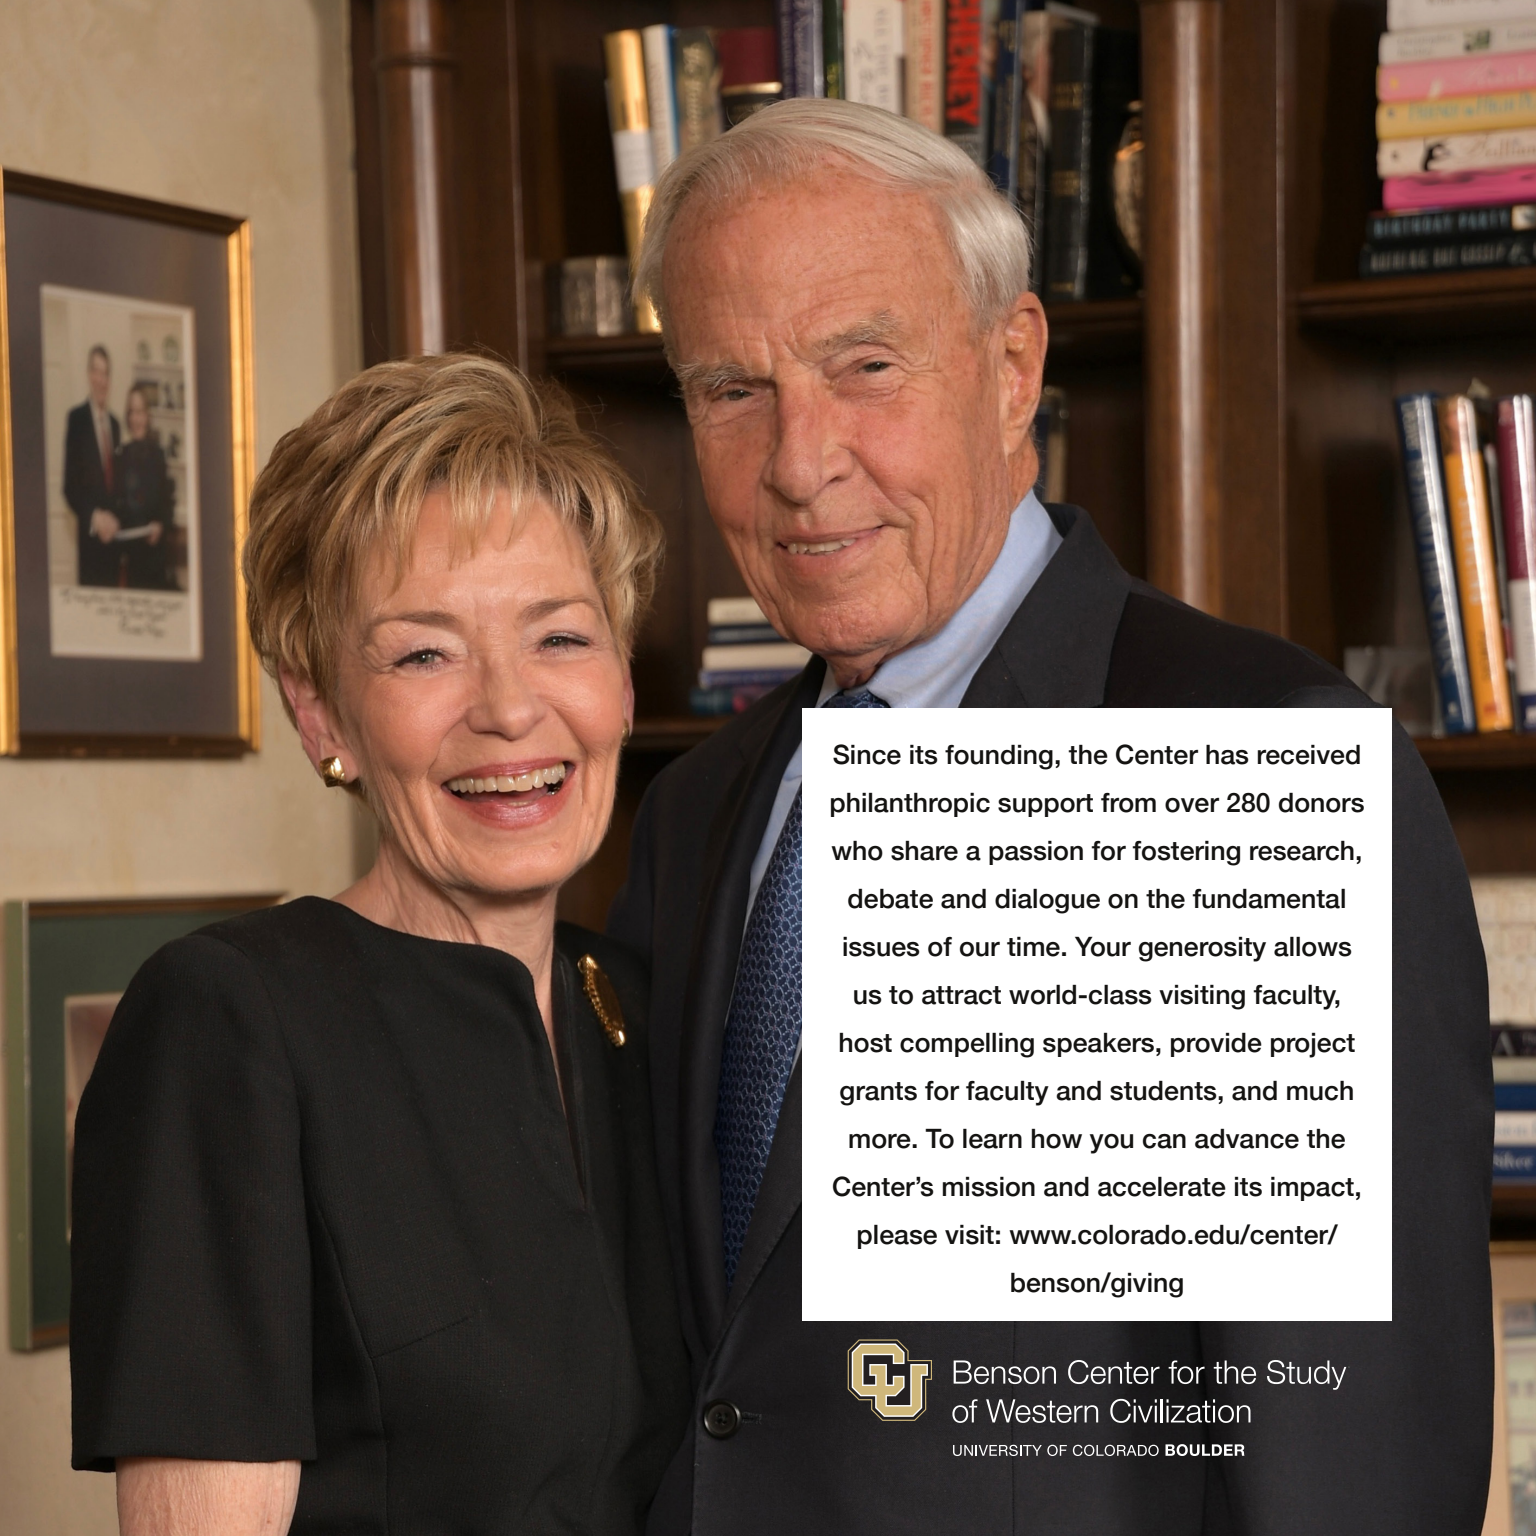 CHENEY
BIRTHDAY PARTY
Since its founding, the Center has received
philanthropic support from over 280 donors
who share a passion for fostering research,
debate and dialogue on the fundamental
issues of our time. Your generosity allows
us to attract world-class visiting faculty,
host compelling speakers, provide project
grants for faculty and students, and much
more. To learn how you can advance the
Center’s mission and accelerate its impact,
please visit: www.colorado.edu/center/
benson/giving
CU
Benson Center for the Study
of Western Civilization
UNIVERSITY OF COLORADO BOULDER